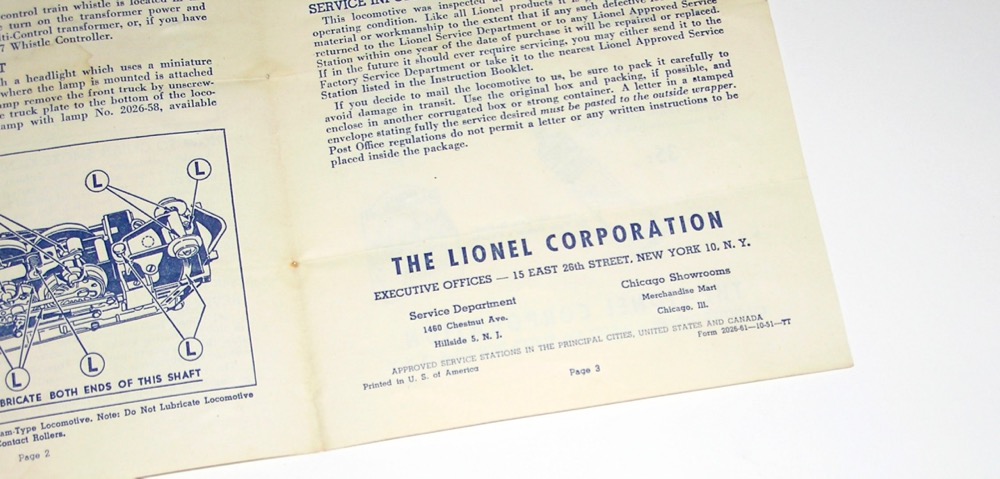 control train whistle is located in
turn on the transformer power and
lti-Control transformer, or, if you have
7 Whistle Controller.
T
h a headlight which uses a miniature
where the lamp is mounted is attached
amp remove the front truck by unscrew-
e truck plate to the bottom of the loco-
amp with lamp No. 2026-58, available
L
L
L
L
L
BRICATE BOTH ENDS OF THIS SHAFT
am-Type Locomotive. Note: Do Not Lubricate Locomotive
Contact Rollers.
Page 2
SERVICE
This locomotive was inspected
operating condition. Like all Lionel products it
material or workmanship to the extent that if any such defective
returned to the Lionel Service Department or to any Lionel Approved Service
Station within one year of the date of purchase it will be repaired or replaced.
If in the future it should ever require servicing, you may either send it to the
Factory Service Department or take it to the nearest Lionel Approved Service
Station listed in the Instruction Booklet.
If you decide to mail the locomotive to us, be sure to pack it carefully to
avoid damage in transit. Use the original box and packing, if possible, and
enclose in another corrugated box or strong container. A letter in a stamped
envelope stating fully the service desired must be pasted to the outside wrapper.
Post Office regulations do not permit a letter or any written instructions to be
placed inside the package.
THE LIONEL CORPORATION
EXECUTIVE OFFICES — 15 EAST 26th STREET, NEW YORK 10, N. Y.
Service Department
1460 Chestnut Ave.
Hillside 5, N. J.
Chicago Showrooms
Merchandise Mart
Chicago, Ill.
APPROVED SERVICE STATIONS IN THE PRINCIPAL CITIES, UNITED STATES AND CANADA
Printed in U. S. of America
Page 3
Form 2026-61—10-51—TT